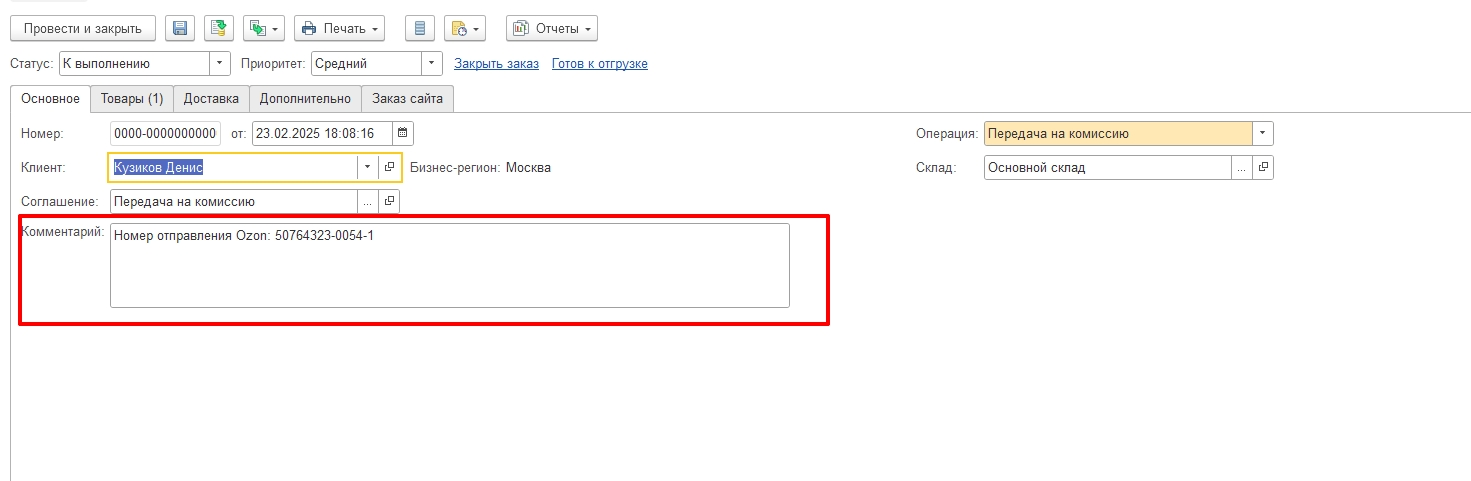 Провести и закрыть Печать Отчеты
Статус: К выполнению Приоритет: Средний Закрыть заказ Готов к отгрузке
Основное Товары (1) Доставка Дополнительно Заказ сайта
Номер: 0000-0000000000 от: 23.02.2025 18:08:16 Операция: Передача на комиссию
Клиент: Кузиков Денис Бизнес-регион: Москва Склад: Основной склад ...
Соглашение: Передача на комиссию ...
Комментарий: Номер отправления Ozon: 50764323-0054-1